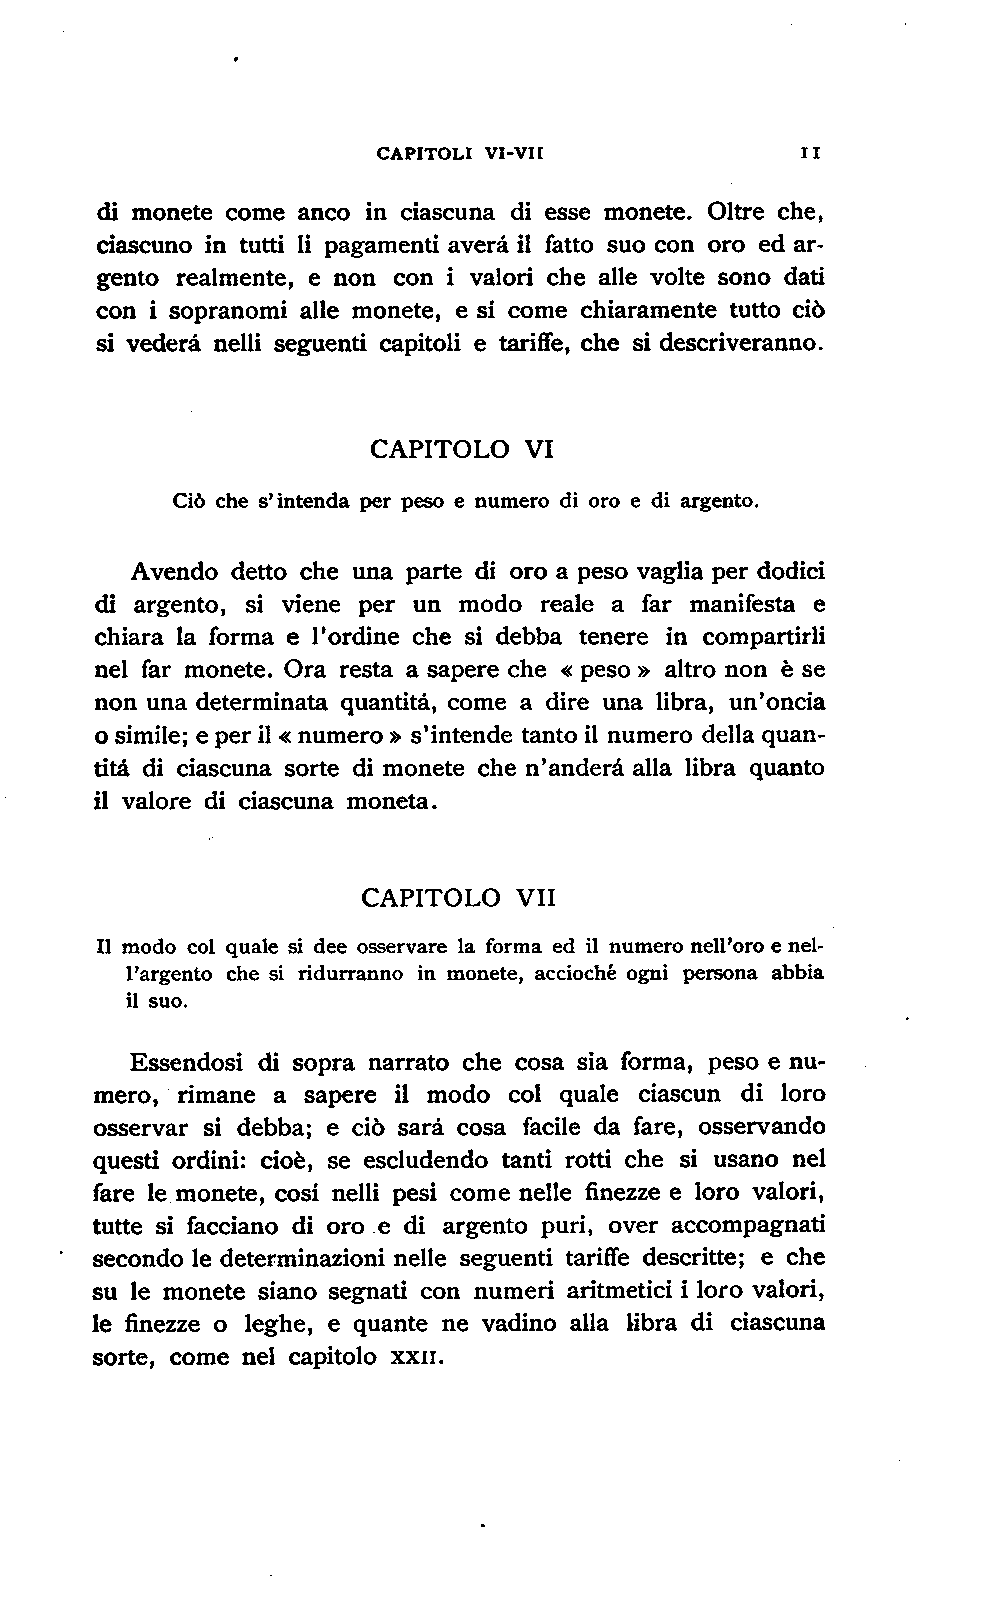 CAPITOLI VI-VII 11
di monete come anco in ciascuna di esse monete. Oltre che,
ciascuno in tutti li pagamenti averá il fatto suo con oro ed ar-
gento realmente, e non con i valori che alle volte sono dati
con i sopranomi alle monete, e sí come chiaramente tutto ciò
si vederá nelli seguenti capitoli e tariffe, che si descriveranno.
CAPITOLO VI
Ciò che s'intenda per peso e numero di oro e di argento.
Avendo detto che una parte di oro a peso vaglia per dodici
di argento, si viene per un modo reale a far manifesta e
chiara la forma e l'ordine che si debba tenere in compartirli
nel far monete. Ora resta a sapere che « peso » altro non è se
non una determinata quantitá, come a dire una libra, un'oncia
o simile; e per il « numero » s'intende tanto il numero della quan-
titá di ciascuna sorte di monete che n'anderá alla libra quanto
il valore di ciascuna moneta.
CAPITOLO VII
Il modo col quale si dee osservare la forma ed il numero nell'oro e nel-
l'argento che si ridurranno in monete, accioché ogni persona abbia
il suo.
Essendosi di sopra narrato che cosa sia forma, peso e nu-
mero, rimane a sapere il modo col quale ciascun di loro
osservar si debba; e ciò sará cosa facile da fare, osservando
questi ordini: cioè, se escludendo tanti rotti che si usano nel
fare le monete, cosí nelli pesi come nelle finezze e loro valori,
tutte si facciano di oro e di argento puri, over accompagnati
secondo le determinazioni nelle seguenti tariffe descritte; e che
su le monete siano segnati con numeri aritmetici i loro valori,
le finezze o leghe, e quante ne vadino alla libra di ciascuna
sorte, come nel capitolo XXII.